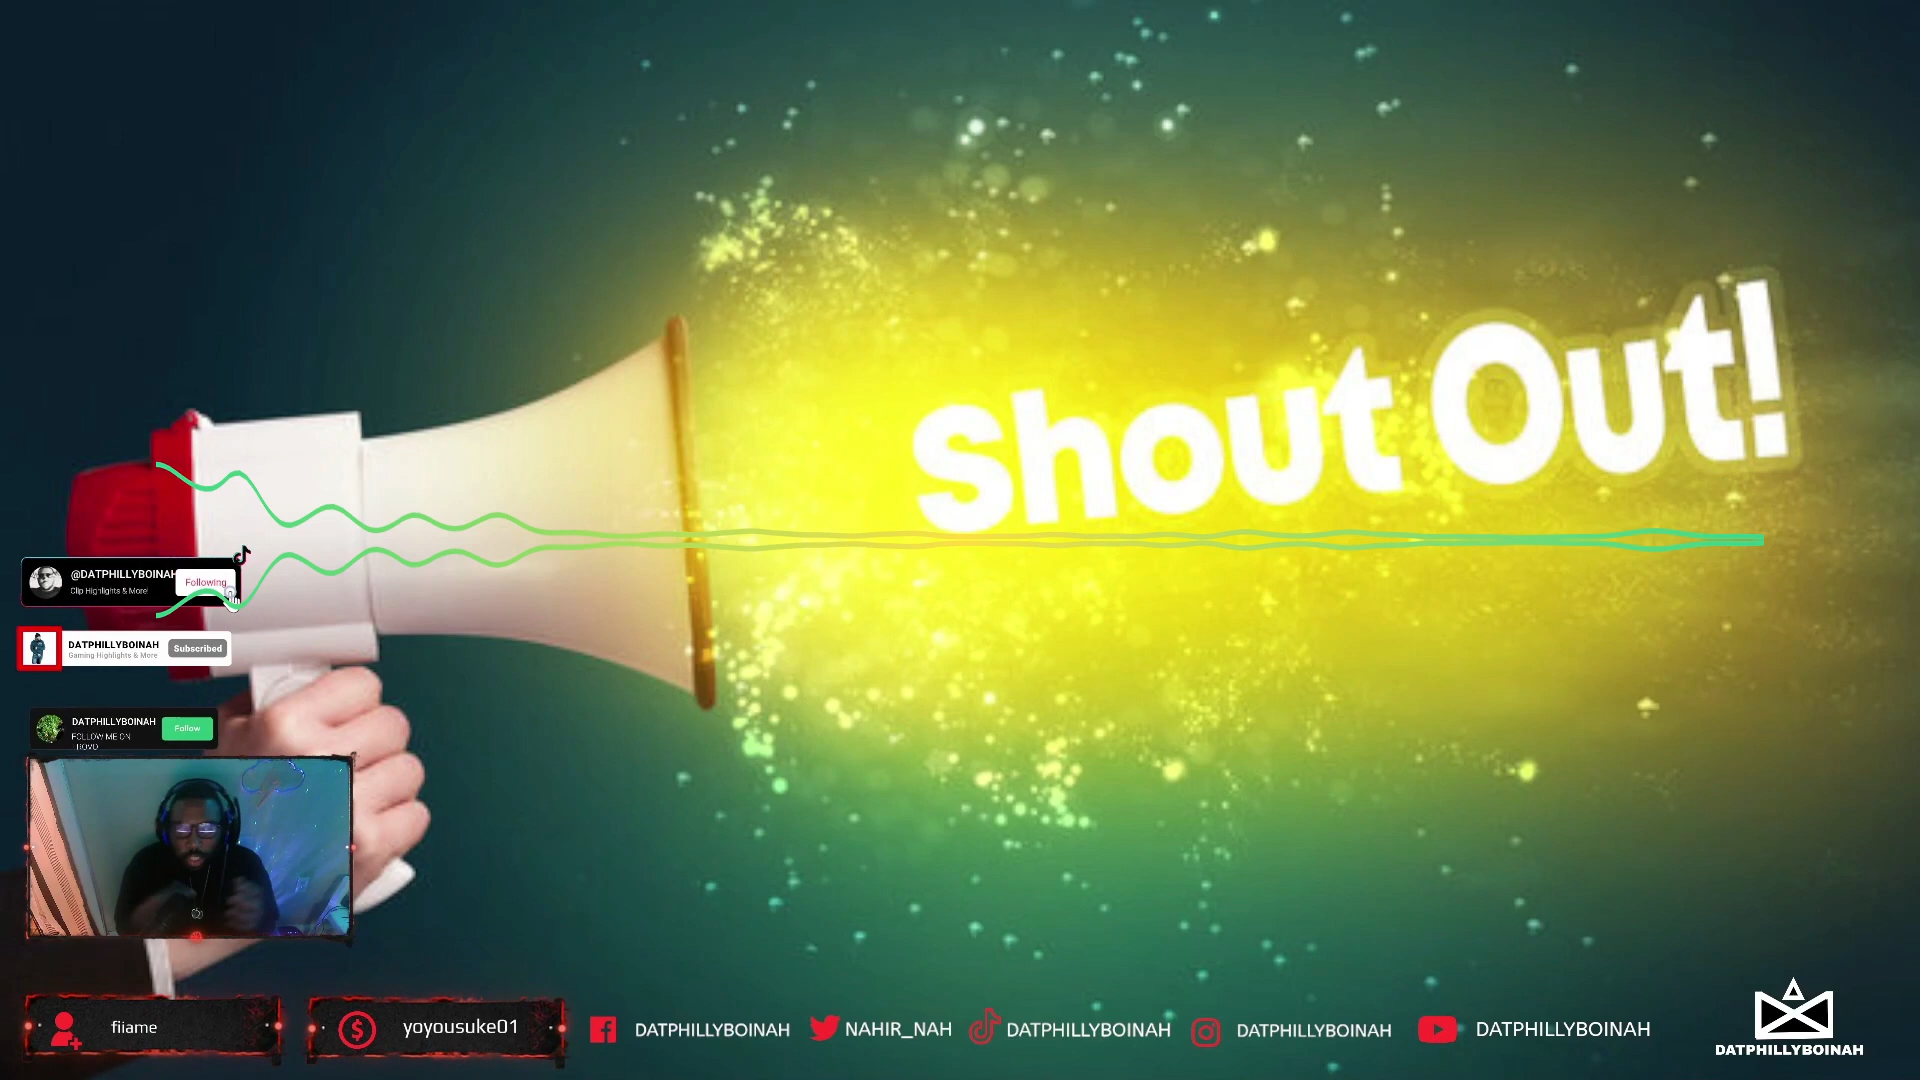 Shout Out!
@DATPHILLYBOINAH
Clip Highlights & More!
Following
DATPHILLYBOINAH
Gaming Highlights & More
Subscribed
DATPHILLYBOINAH
FOLLOW ME ON
TROVO
Follow
fiiame
yoyousuke01
DATPHILLYBOINAH
NAHIR_NAH
DATPHILLYBOINAH
DATPHILLYBOINAH
DATPHILLYBOINAH
DATPHILLYBOINAH